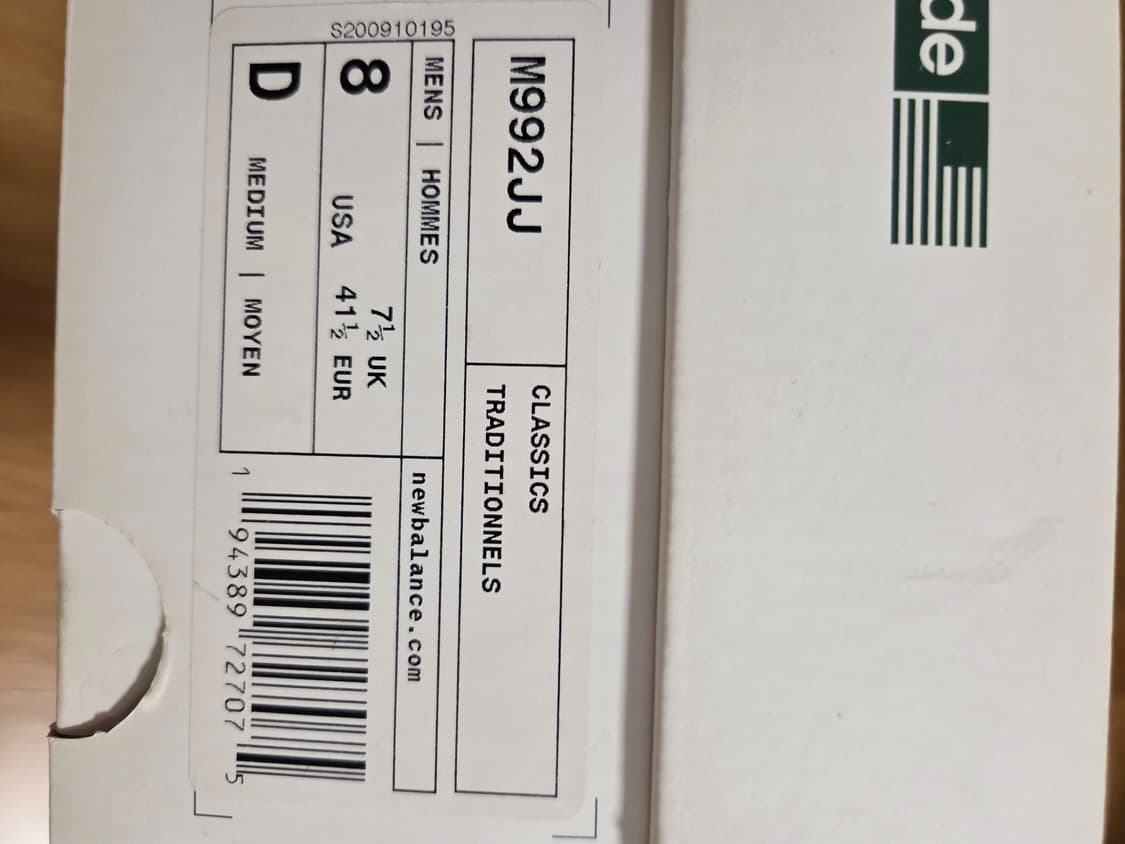 de
M992JJ
CLASSICS
TRADITIONNELS
S200910195
MENS | HOMMES
newbalance.com
8 USA
7½ UK
41½ EUR
D MEDIUM | MOYEN
1 94389 72707 5